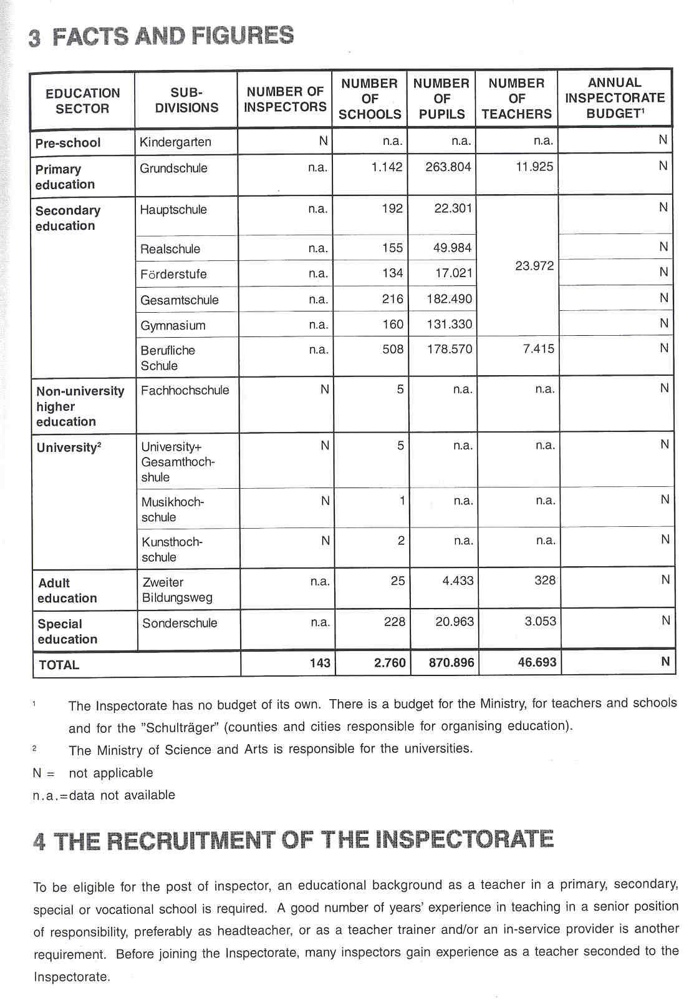 3 FACTS AND FIGURES
EDUCATION SECTOR SUB-DIVISIONS NUMBER OF INSPECTORS NUMBER OF SCHOOLS NUMBER OF PUPILS NUMBER OF TEACHERS ANNUAL INSPECTORATE BUDGET¹
Pre-school Kindergarten N n.a. n.a. n.a. N
Primary education Grundschule n.a. 1.142 263.804 11.925 N
Secondary education Hauptschule n.a. 192 22.301 N
Realschule n.a. 155 49.984 N
23.972
Förderstufe n.a. 134 17.021 N
Gesamtschule n.a. 216 182.490 N
Gymnasium n.a. 160 131.330 N
Berufliche Schule n.a. 508 178.570 7.415 N
Non-university higher education Fachhochschule N 5 n.a. n.a. N
University² University+ Gesamthoch-shule N 5 n.a. n.a. N
Musikhoch-schule N 1 n.a. n.a. N
Kunsthoch-schule N 2 n.a. n.a. N
Adult education Zweiter Bildungsweg n.a. 25 4.433 328 N
Special education Sonderschule n.a. 228 20.963 3.053 N
TOTAL 143 2.760 870.896 46.693 N
¹ The Inspectorate has no budget of its own. There is a budget for the Ministry, for teachers and schools
and for the ”Schulträger” (counties and cities responsible for organising education).
² The Ministry of Science and Arts is responsible for the universities.
N = not applicable
n.a.=data not available
4 THE RECRUITMENT OF THE INSPECTORATE
To be eligible for the post of inspector, an educational background as a teacher in a primary, secondary,
special or vocational school is required. A good number of years’ experience in teaching in a senior position
of responsibility, preferably as headteacher, or as a teacher trainer and/or an in-service provider is another
requirement. Before joining the Inspectorate, many inspectors gain experience as a teacher seconded to the
Inspectorate.